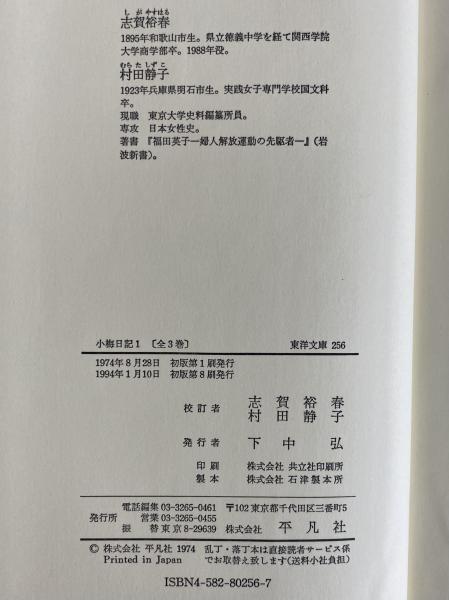 しがやすはる
志賀裕春
1895年和歌山市生。県立徳義中学を経て関西学院
大学商学部卒。1988年役。
むらたしずこ
村田静子
1923年兵庫県明石市生。実践女子専門学校国文科
卒。
現職 東京大学史料編纂所員。
専攻 日本女性史。
著書『福田英子―婦人解放運動の先駆者―』(岩
波新書)。
小梅日記1 〔全3巻〕 東洋文庫 256
1974年8月28日 初版第1刷発行
1994年1月10日 初版第8刷発行
校訂者 志賀裕春
村田静子
発行者 下中弘
印刷 株式会社 共立社印刷所
製本 株式会社 石津製本所
発行所 電話編集 03-3265-0461 〒102 東京都千代田区三番町5
営業 03-3265-0455 株式会社 平凡社
振替東京 8-29639
© 株式会社 平凡社 1974 乱丁・落丁本は直接読者サービス係
Printed in Japan でお取替え致します(送料小社負担)
ISBN4-582-80256-7